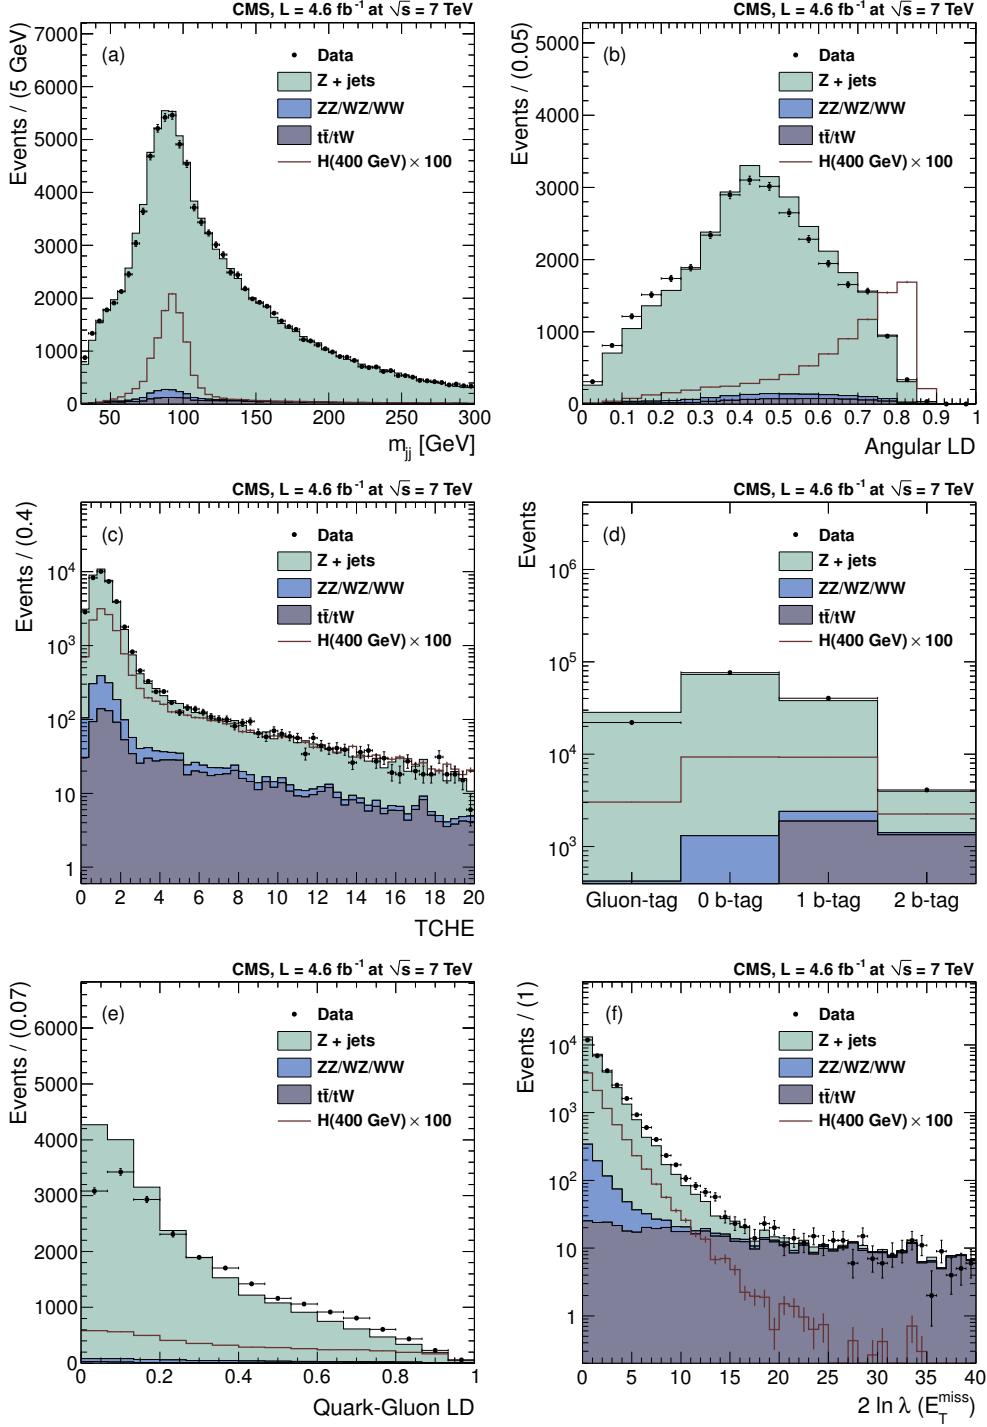 CMS, L = 4.6 fb⁻¹ at √s = 7 TeV
(a)
Events / (5 GeV)
7000
6000
5000
4000
3000
2000
1000
0
Data
Z + jets
ZZ/WZ/WW
tt̄/tW
H(400 GeV) × 100
50 100 150 200 250 300
m_jj [GeV]
CMS, L = 4.6 fb⁻¹ at √s = 7 TeV
(b)
Events / (0.05)
5000
4000
3000
2000
1000
0
Data
Z + jets
ZZ/WZ/WW
tt̄/tW
H(400 GeV) × 100
0 0.1 0.2 0.3 0.4 0.5 0.6 0.7 0.8 0.9 1
Angular LD
CMS, L = 4.6 fb⁻¹ at √s = 7 TeV
(c)
Events / (0.4)
10⁴
10³
10²
10
1
Data
Z + jets
ZZ/WZ/WW
tt̄/tW
H(400 GeV) × 100
0 2 4 6 8 10 12 14 16 18 20
TCHE
CMS, L = 4.6 fb⁻¹ at √s = 7 TeV
(d)
Events
10⁶
10⁵
10⁴
10³
Data
Z + jets
ZZ/WZ/WW
tt̄/tW
H(400 GeV) × 100
Gluon-tag 0 b-tag 1 b-tag 2 b-tag
CMS, L = 4.6 fb⁻¹ at √s = 7 TeV
(e)
Events / (0.07)
6000
5000
4000
3000
2000
1000
0
Data
Z + jets
ZZ/WZ/WW
tt̄/tW
H(400 GeV) × 100
0 0.2 0.4 0.6 0.8 1
Quark-Gluon LD
CMS, L = 4.6 fb⁻¹ at √s = 7 TeV
(f)
Events / (1)
10⁴
10³
10²
10
1
Data
Z + jets
ZZ/WZ/WW
tt̄/tW
H(400 GeV) × 100
0 5 10 15 20 25 30 35 40
2 ln λ (E_T^miss)